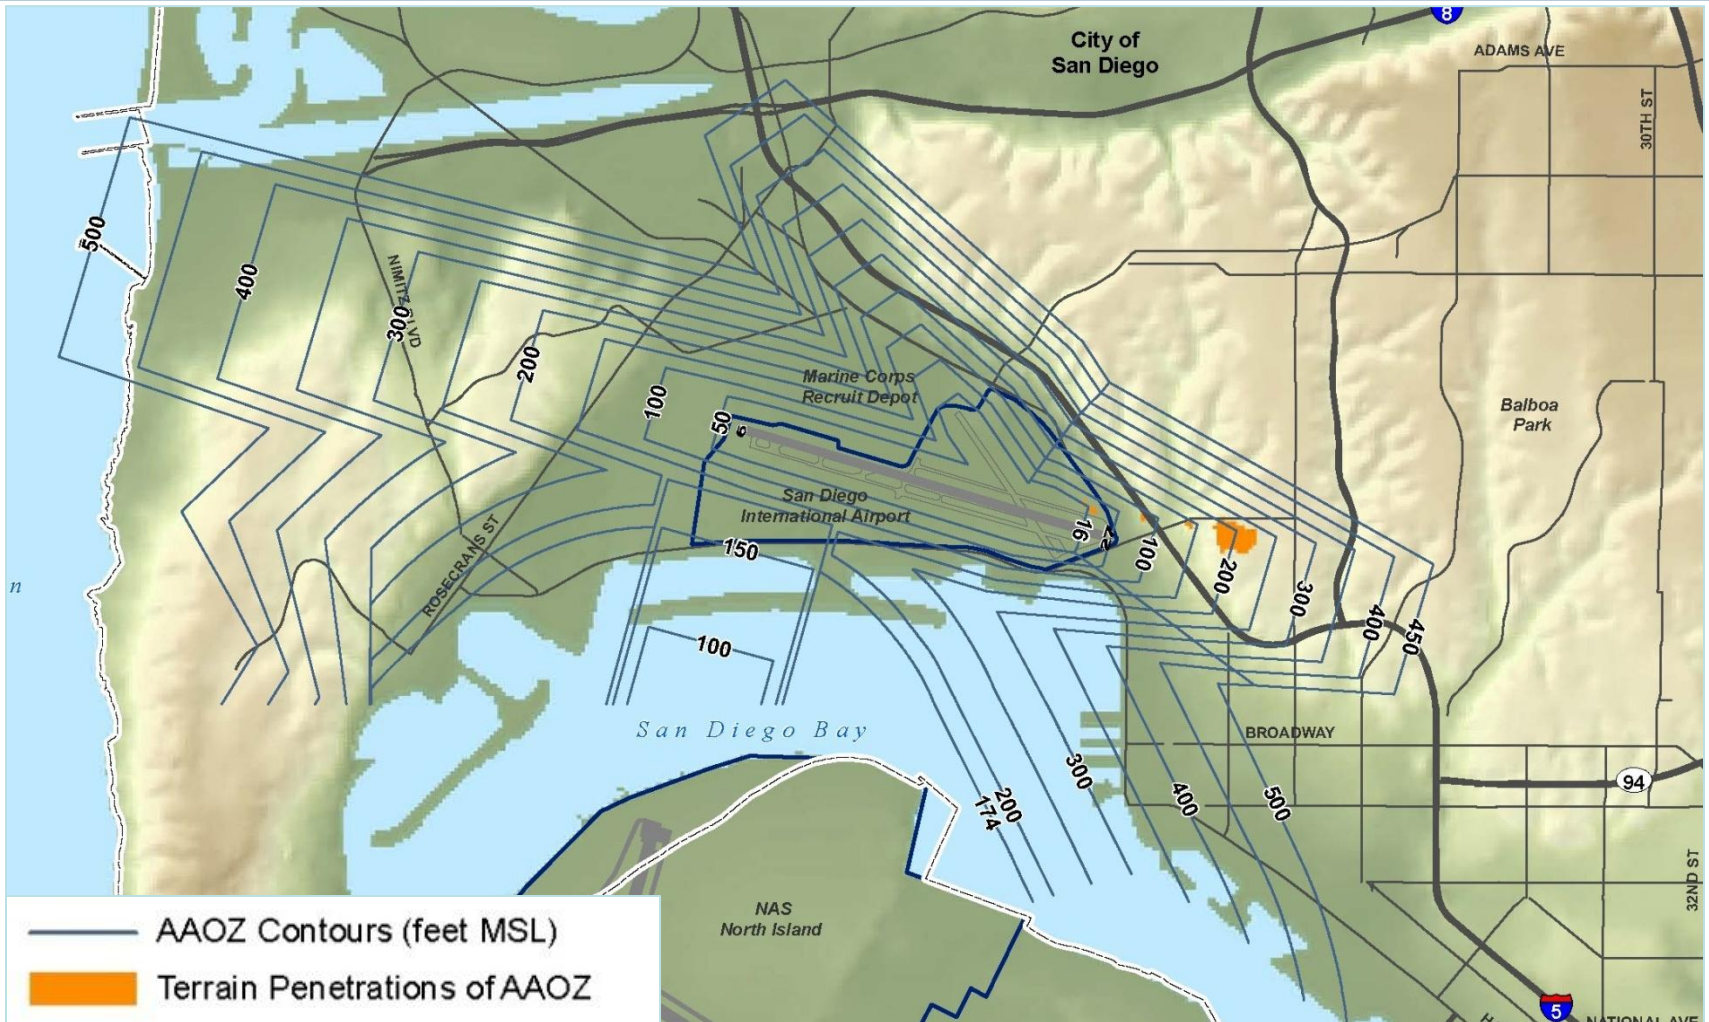 8
City of
San Diego
ADAMS AVE
30TH ST
500
400
NIMITZ BLVD
300
200
100
50
6
Marine Corps
Recruit Depot
Balboa
Park
San Diego
International Airport
16
100
200
300
400
450
150
ROSECRANS ST
n
100
San Diego Bay
BROADWAY
94
200
174
300
400
500
32ND ST
NAS
North Island
AAOZ Contours (feet MSL)
Terrain Penetrations of AAOZ
5
NATIONAL AVE